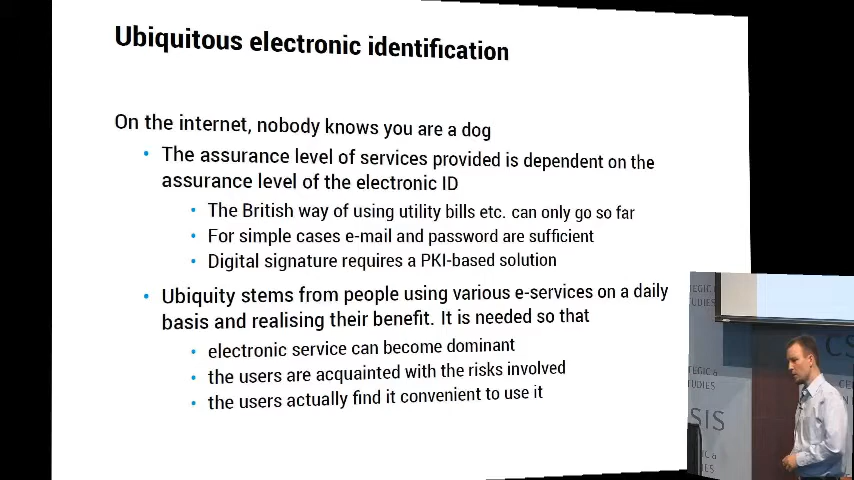 Ubiquitous electronic identification
On the internet, nobody knows you are a dog
The assurance level of services provided is dependent on the
assurance level of the electronic ID
The British way of using utility bills etc. can only go so far
For simple cases e-mail and password are sufficient
Digital signature requires a PKI-based solution
Ubiquity stems from people using various e-services on a daily
basis and realising their benefit. It is needed so that
electronic service can become dominant
the users are acquainted with the risks involved
the users actually find it convenient to use it
CS
SIS